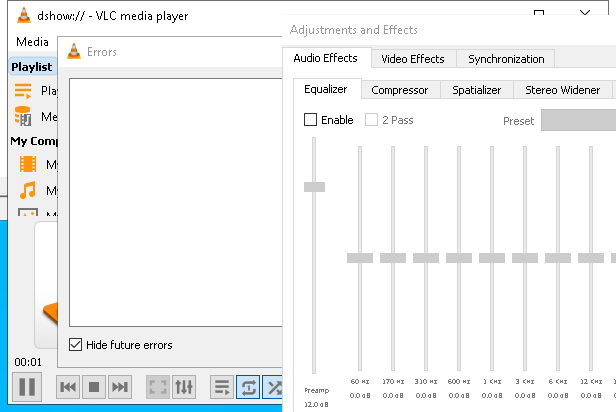 dshow:// - VLC media player
Adjustments and Effects
Media
Errors
Audio Effects
Video Effects
Synchronization
Playlist
Equalizer
Compressor
Spatializer
Stereo Widener
Pla
Me
Enable
2 Pass
Preset
My Comp
My
My
Hide future errors
00:01
60 Hz
170 Hz
310 Hz
600 Hz
1 KHz
3 KHz
6 KHz
12 KHz
Preamp
0.0 dB
0.0 dB
0.0 dB
0.0 dB
0.0 dB
0.0 dB
0.0 dB
0.0 dB
12.0 dB